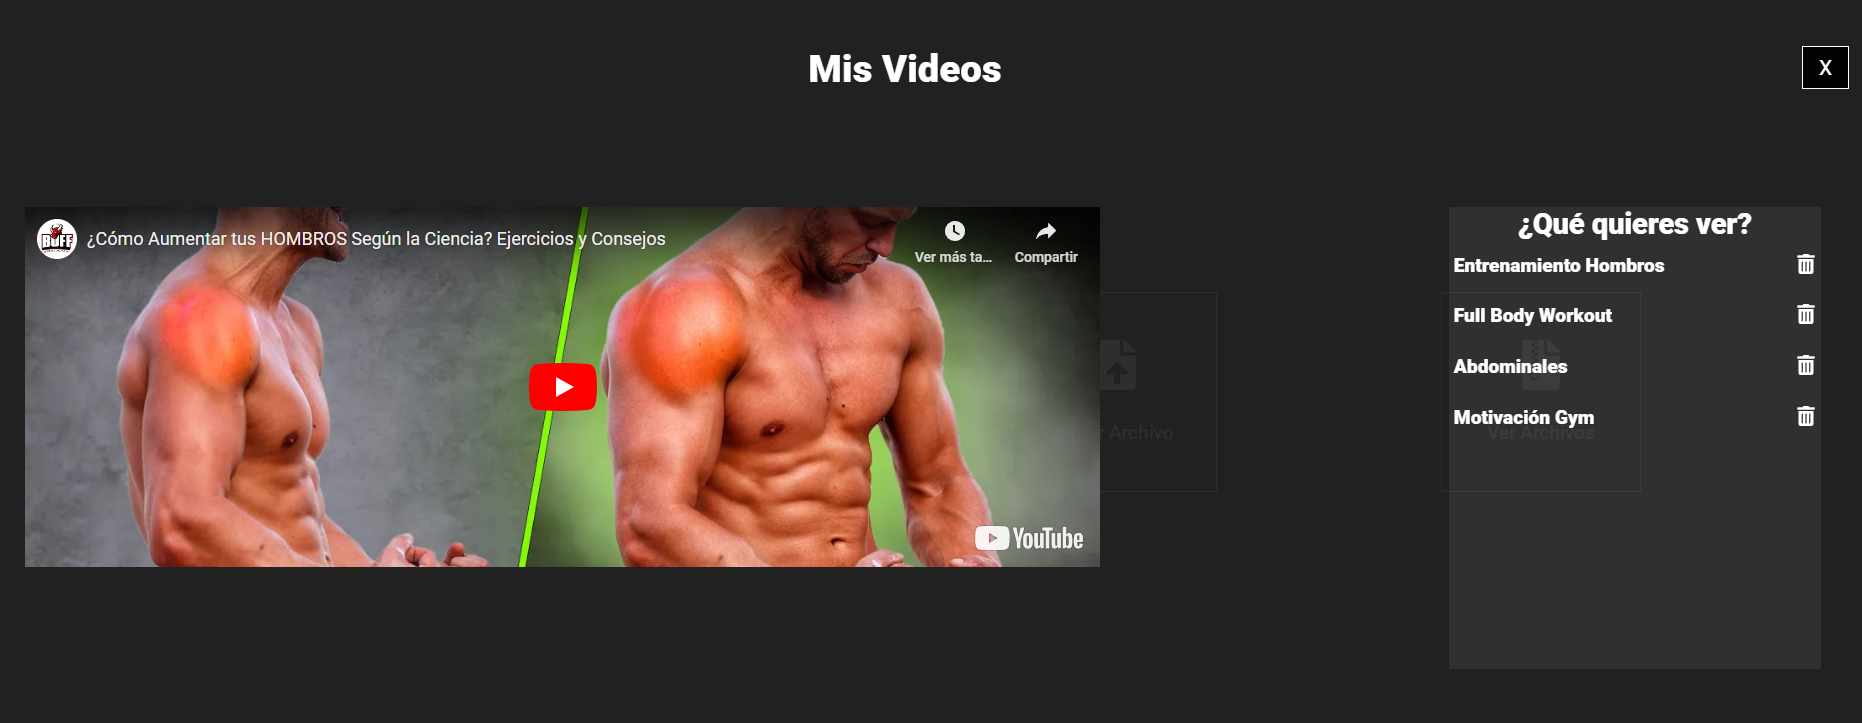 Mis Videos
X
BUFF
¿Cómo Aumentar tus HOMBROS Según la Ciencia? Ejercicios y Consejos
Ver más ta...
Compartir
YouTube
r Archivo
¿Qué quieres ver?
Entrenamiento Hombros
Full Body Workout
Abdominales
Motivación Gym
Ver Archivos